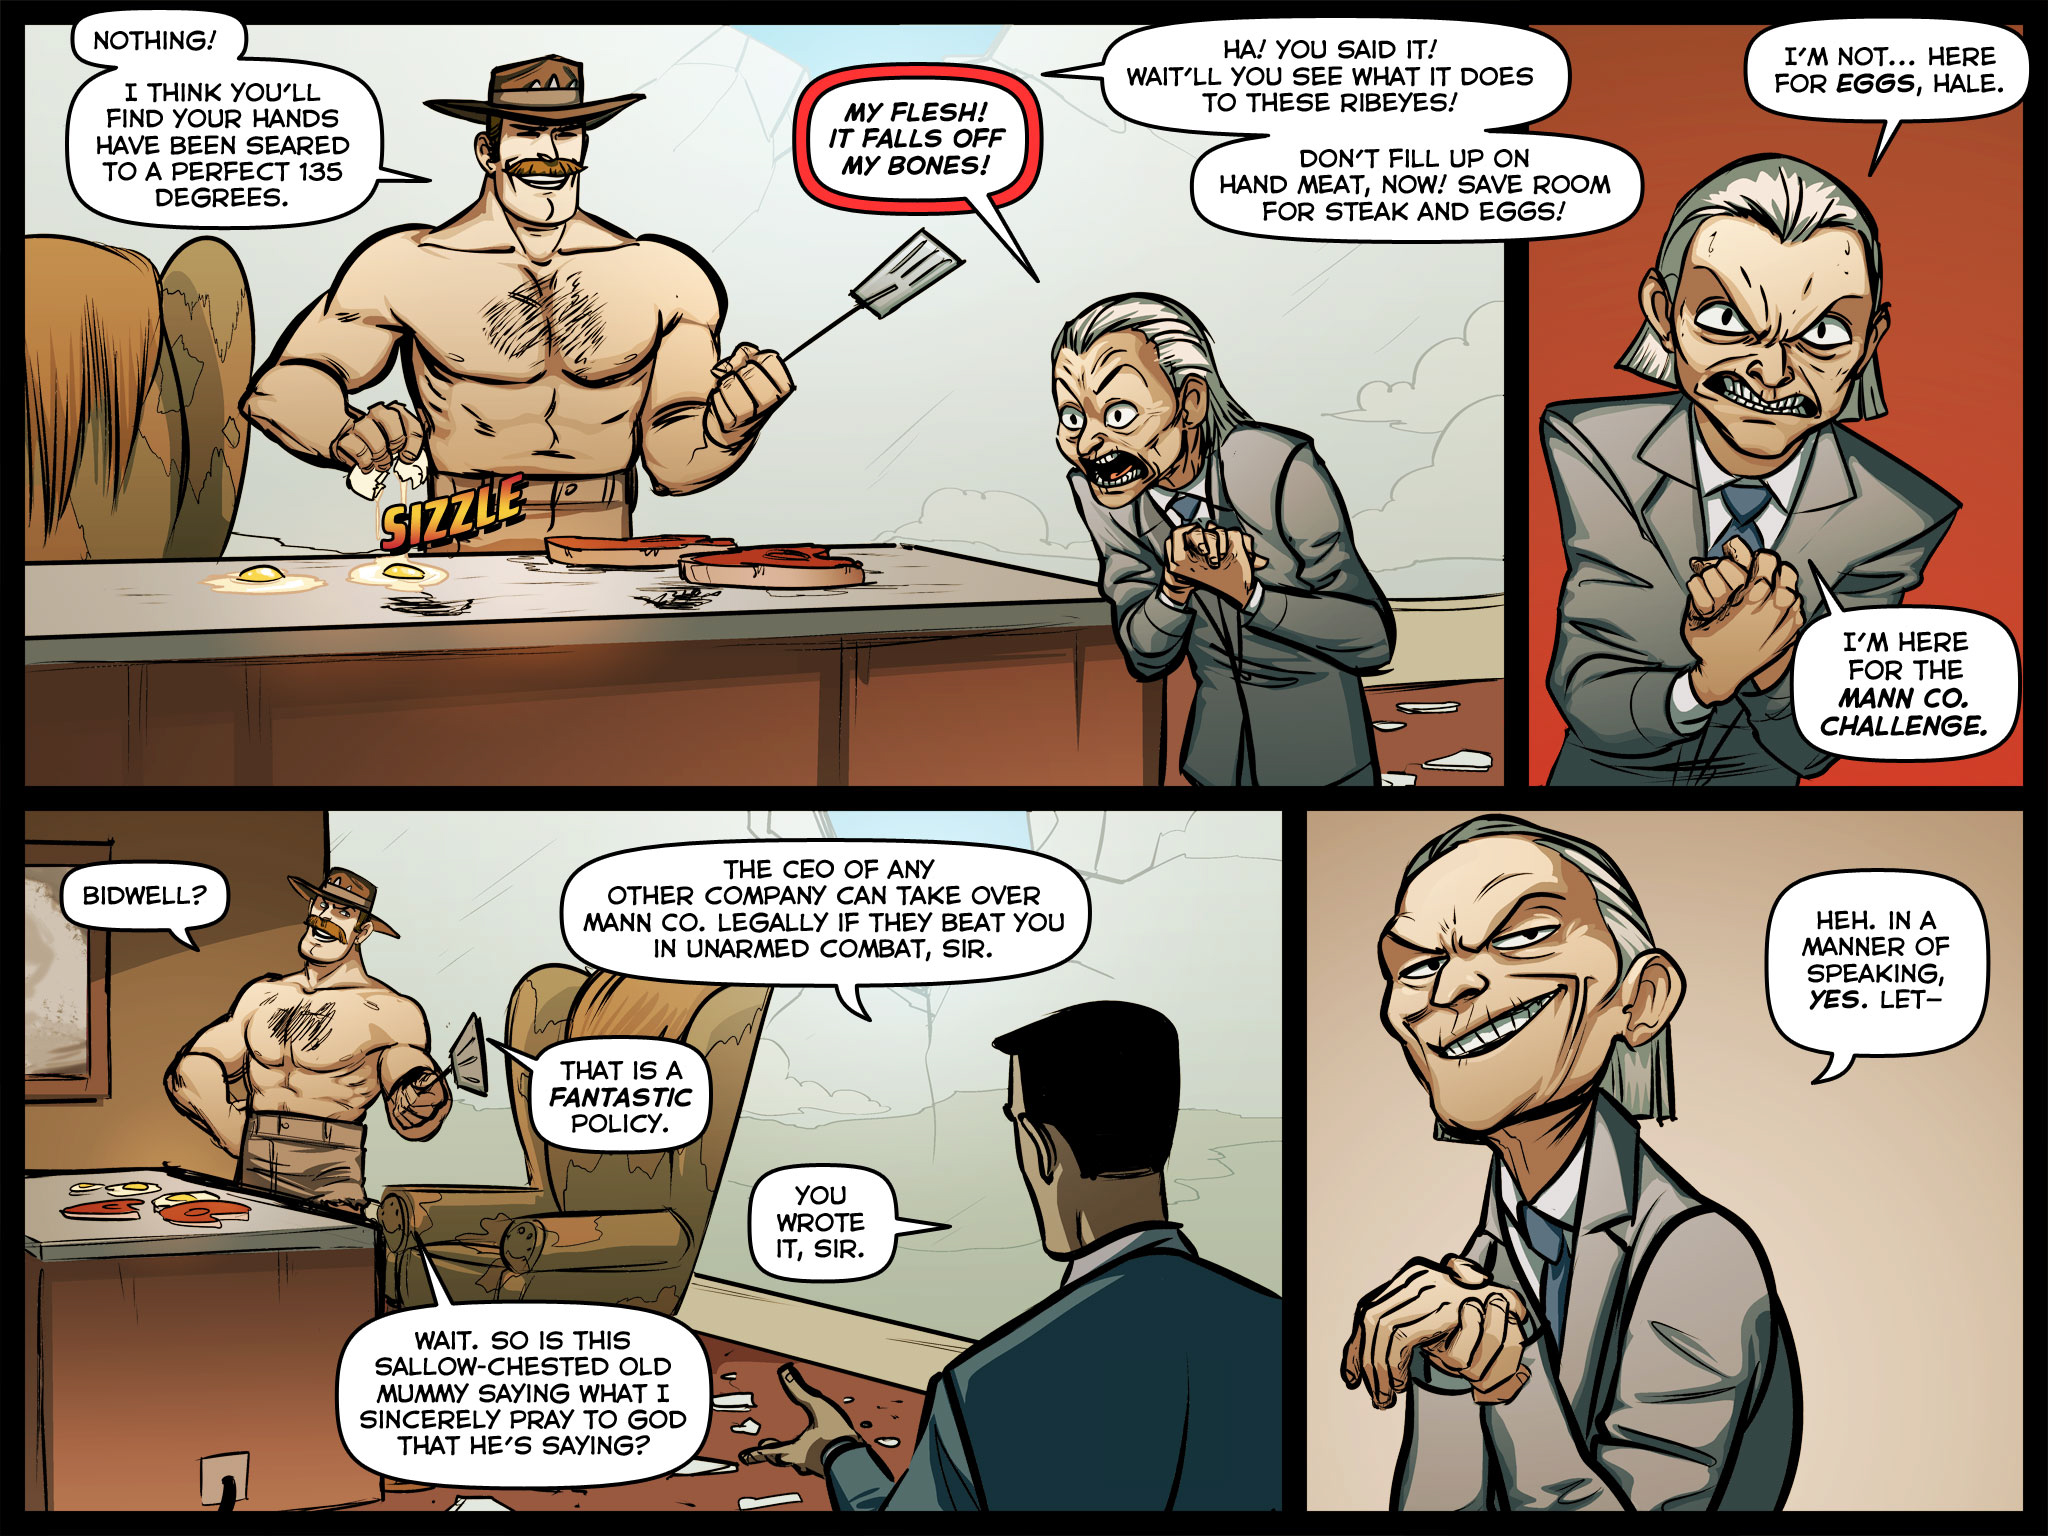 NOTHING!
I THINK YOU'LL
FIND YOUR HANDS
HAVE BEEN SEARED
TO A PERFECT 135
DEGREES.
SIZZLE
MY FLESH!
IT FALLS OFF
MY BONES!
HA! YOU SAID IT!
WAIT'LL YOU SEE WHAT IT DOES
TO THESE RIBEYES!
DON'T FILL UP ON
HAND MEAT, NOW! SAVE ROOM
FOR STEAK AND EGGS!
I'M NOT... HERE
FOR EGGS, HALE.
I'M HERE
FOR THE
MANN CO.
CHALLENGE.
BIDWELL?
THE CEO OF ANY
OTHER COMPANY CAN TAKE OVER
MANN CO. LEGALLY IF THEY BEAT YOU
IN UNARMED COMBAT, SIR.
THAT IS A
FANTASTIC
POLICY.
YOU
WROTE
IT, SIR.
WAIT. SO IS THIS
SALLOW-CHESTED OLD
MUMMY SAYING WHAT I
SINCERELY PRAY TO GOD
THAT HE'S SAYING?
HEH. IN A
MANNER OF
SPEAKING,
YES. LET–